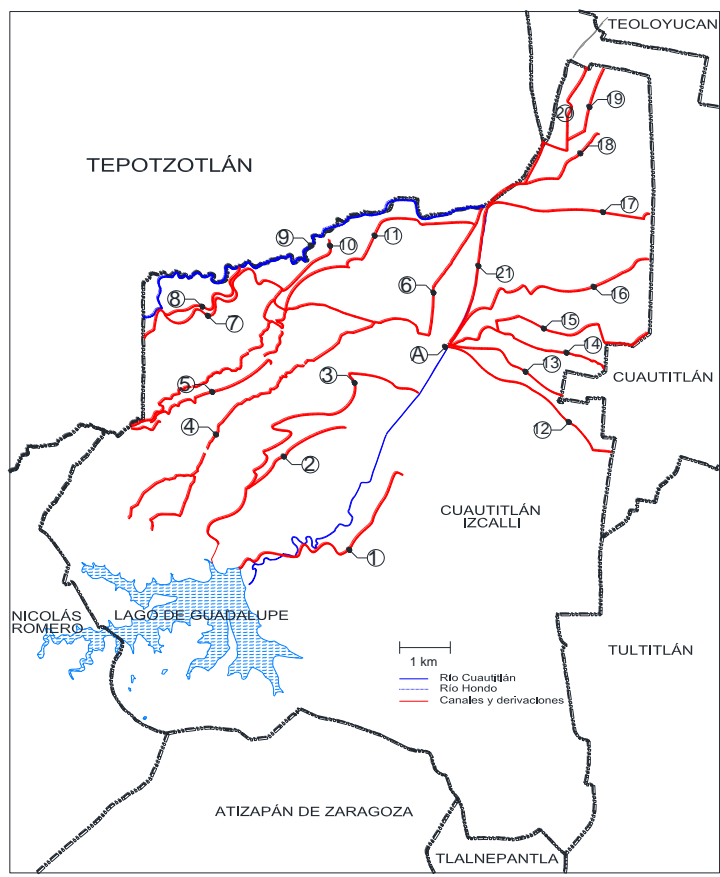 TEOLOYUCAN
19
20
18
TEPOTZOTLÁN
17
9
10
11
21
6
16
8
7
15
A
14
3
13
CUAUTITLÁN
5
4
12
2
CUAUTITLÁN
IZCALLI
1
NICOLÁS
ROMERO
LAGO DE GUADALUPE
TULTITLÁN
1 km
Río Cuautitlán
Río Hondo
Canales y derivaciones
ATIZAPÁN DE ZARAGOZA
TLALNEPANTLA